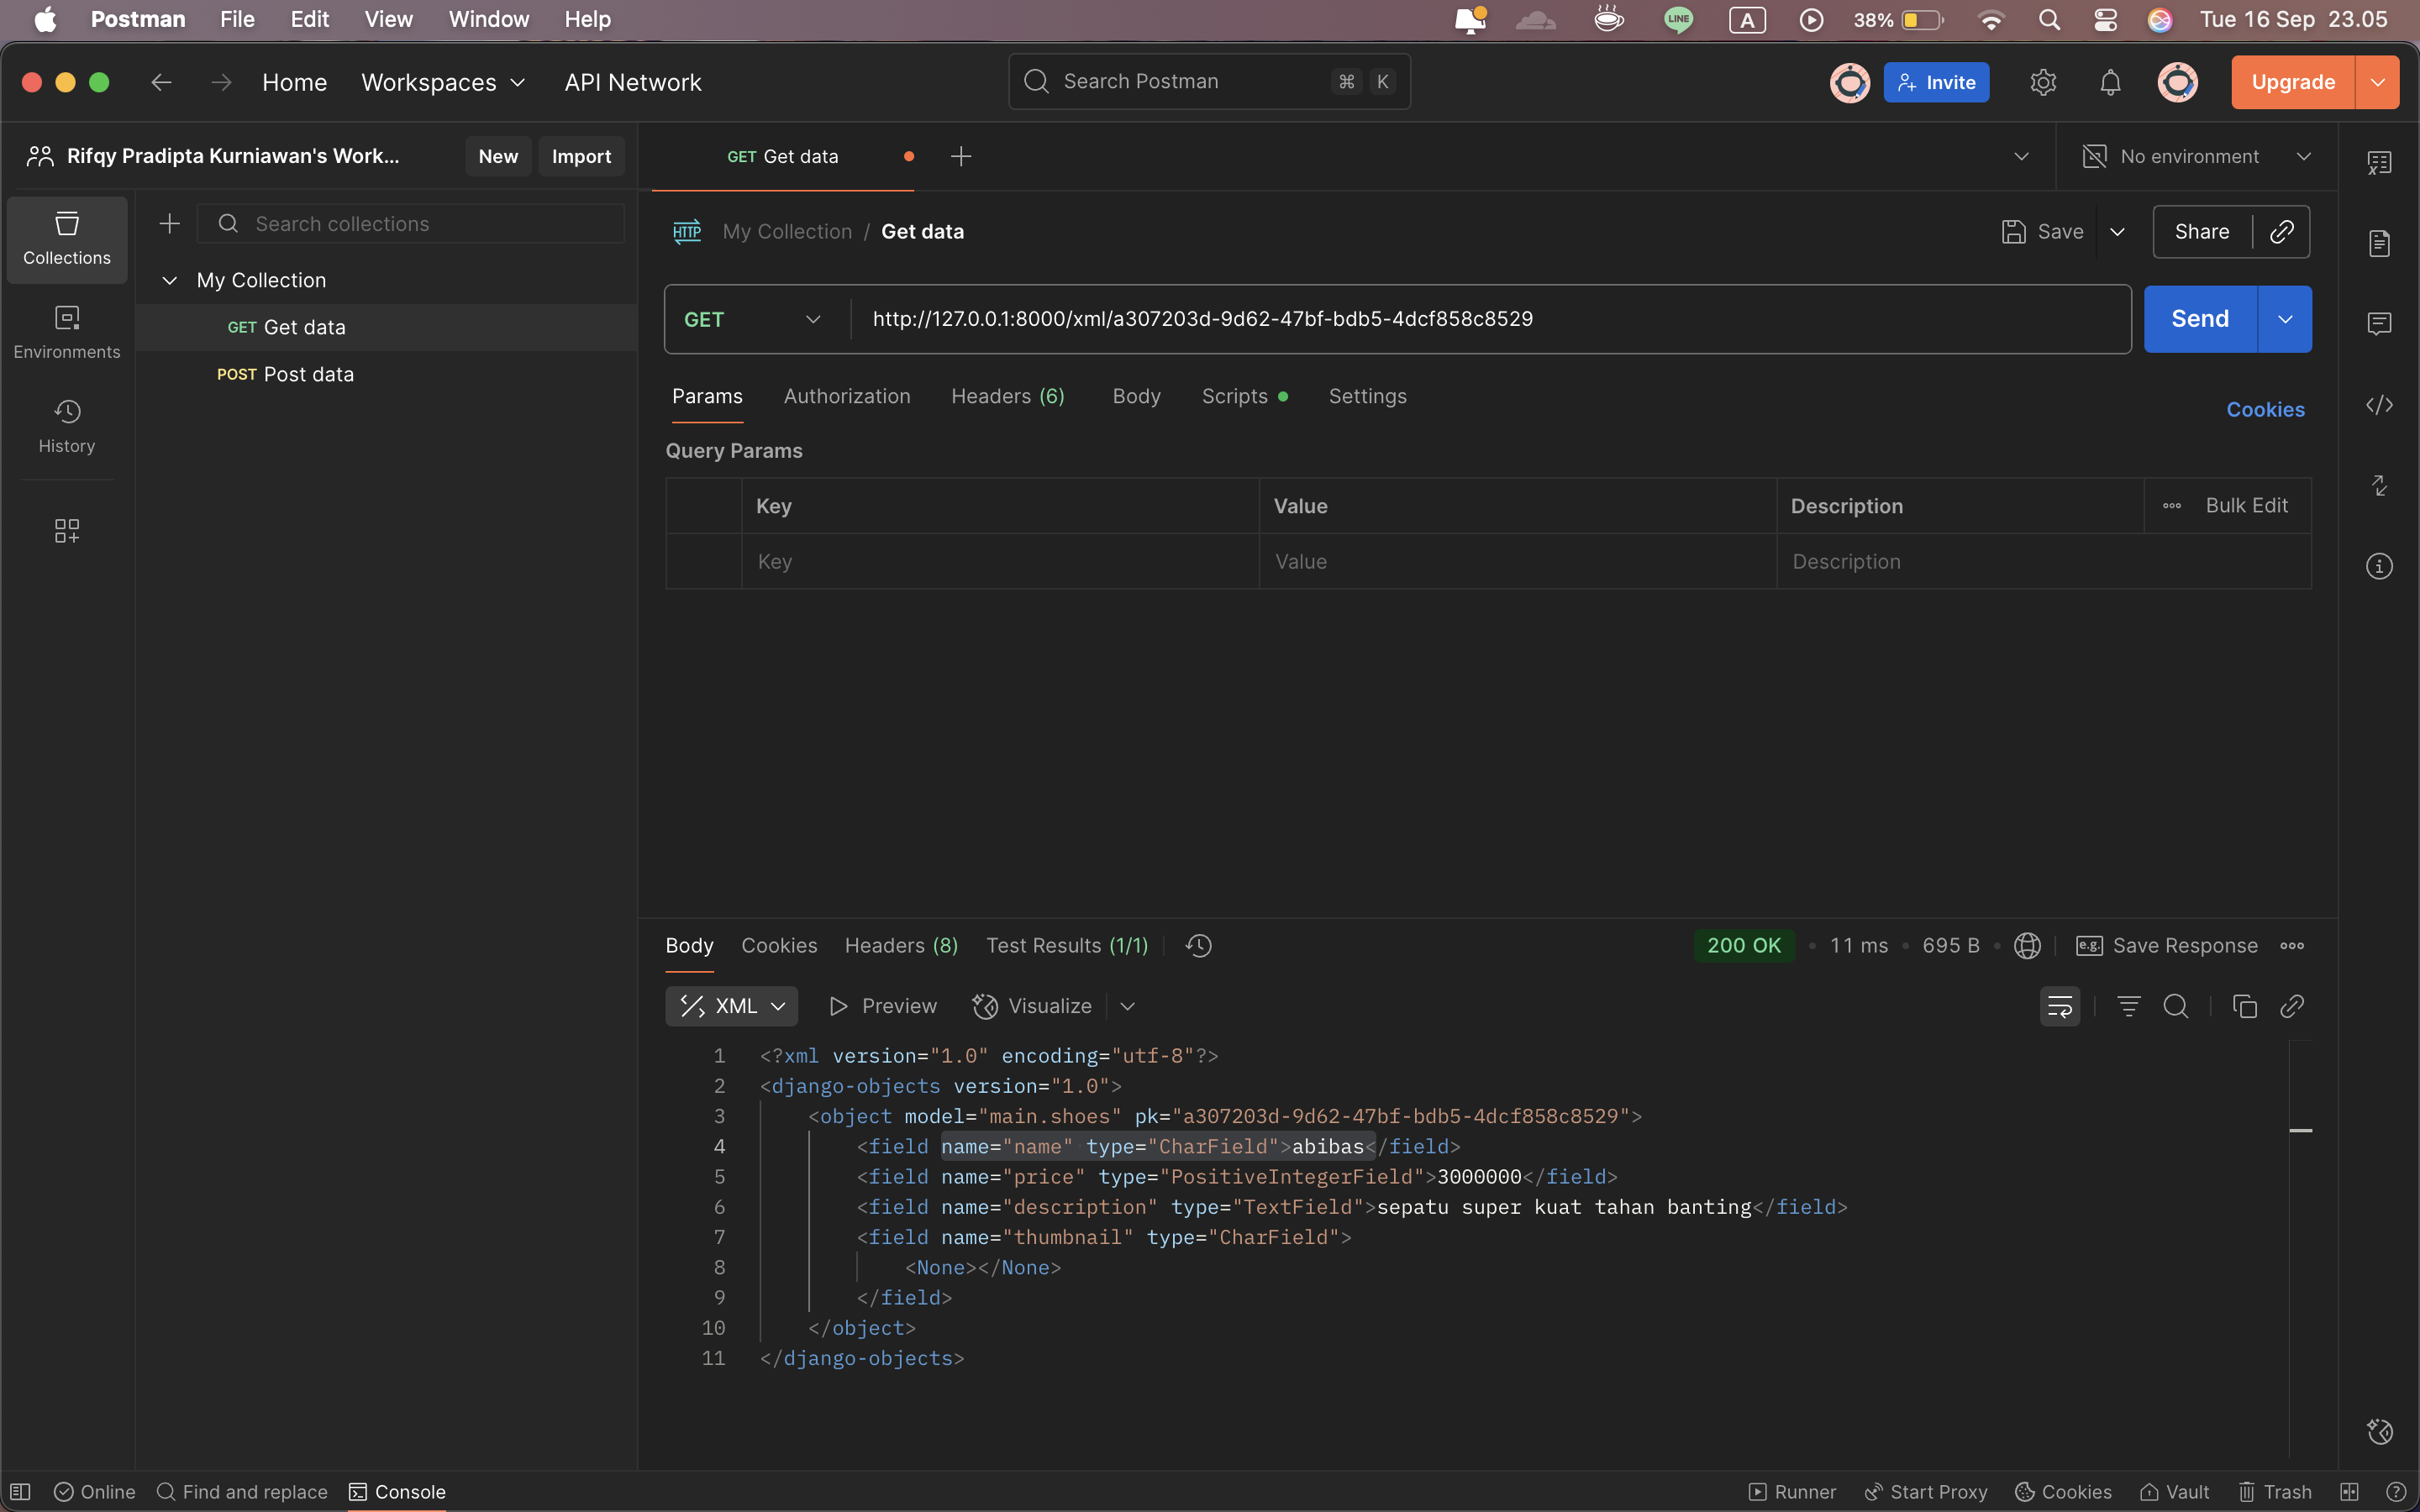 Postman File Edit View Window Help LINE A 38% Tue 16 Sep 23.05
Home Workspaces API Network Search Postman ⌘ K Invite Upgrade
Rifqy Pradipta Kurniawan's Work... New Import GET Get data No environment
Collections
Environments
History
Search collections
My Collection
GET Get data
POST Post data
HTTP My Collection / Get data Save Share
GET http://127.0.0.1:8000/xml/a307203d-9d62-47bf-bdb5-4dcf858c8529 Send
Params Authorization Headers (6) Body Scripts Settings Cookies
Query Params
Key Value Description Bulk Edit
Key Value Description
Body Cookies Headers (8) Test Results (1/1) 200 OK • 11 ms • 695 B • e.g. Save Response
XML Preview Visualize
1 <?xml version="1.0" encoding="utf-8"?>
2 <django-objects version="1.0">
3 <object model="main.shoes" pk="a307203d-9d62-47bf-bdb5-4dcf858c8529">
4 <field name="name" type="CharField">abibas</field>
5 <field name="price" type="PositiveIntegerField">3000000</field>
6 <field name="description" type="TextField">sepatu super kuat tahan banting</field>
7 <field name="thumbnail" type="CharField">
8 <None></None>
9 </field>
10 </object>
11 </django-objects>
Online Find and replace Console Runner Start Proxy Cookies Vault Trash